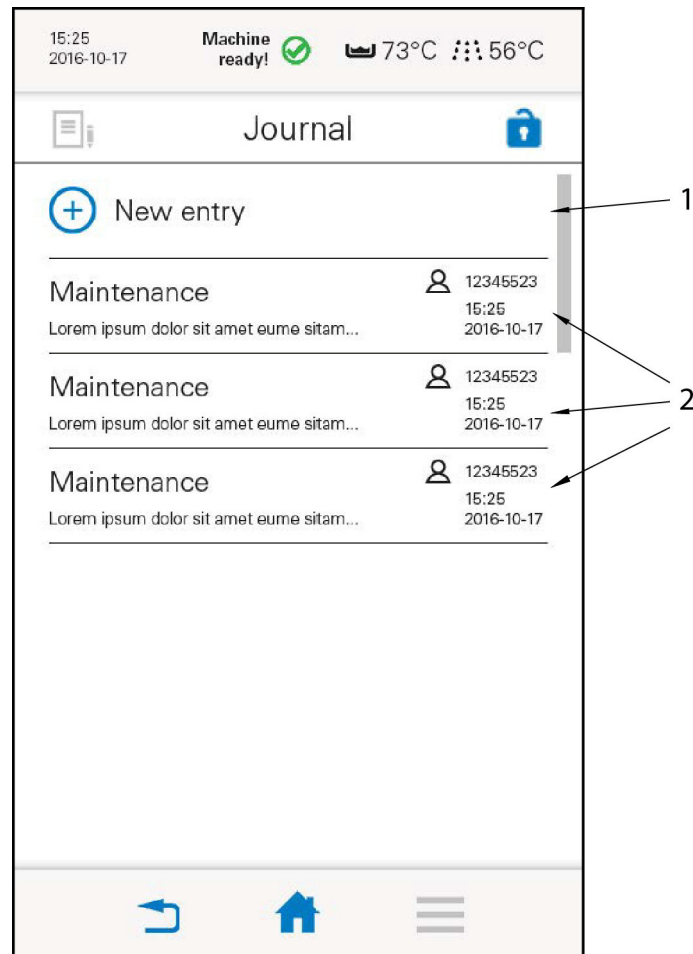 15:25
2016-10-17
Machine
ready!
73°C
56°C
Journal
New entry
1
Maintenance
12345523
Lorem ipsum dolor sit amet eume sitam...
15:25
2016-10-17
Maintenance
12345523
Lorem ipsum dolor sit amet eume sitam...
15:25
2016-10-17
2
Maintenance
12345523
Lorem ipsum dolor sit amet eume sitam...
15:25
2016-10-17